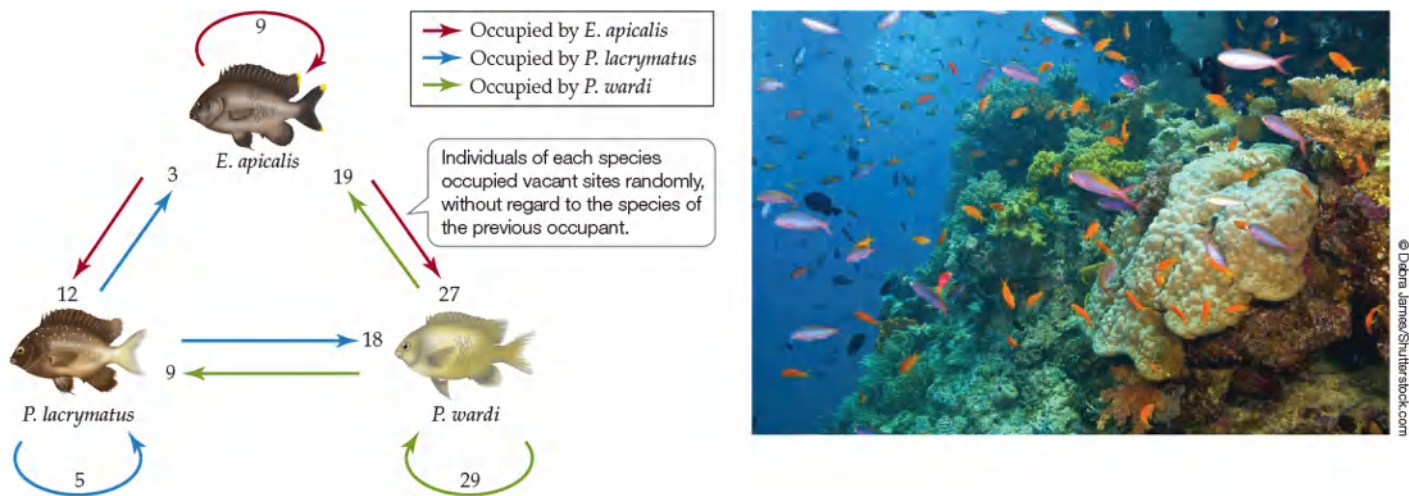 9
Occupied by E. apicalis
Occupied by P. lacrymatus
Occupied by P. wardi
E. apicalis
3
19
Individuals of each species
occupied vacant sites randomly,
without regard to the species of
the previous occupant.
12
27
18
9
P. lacrymatus
P. wardi
5
29
© Debra James/Shutterstock.com